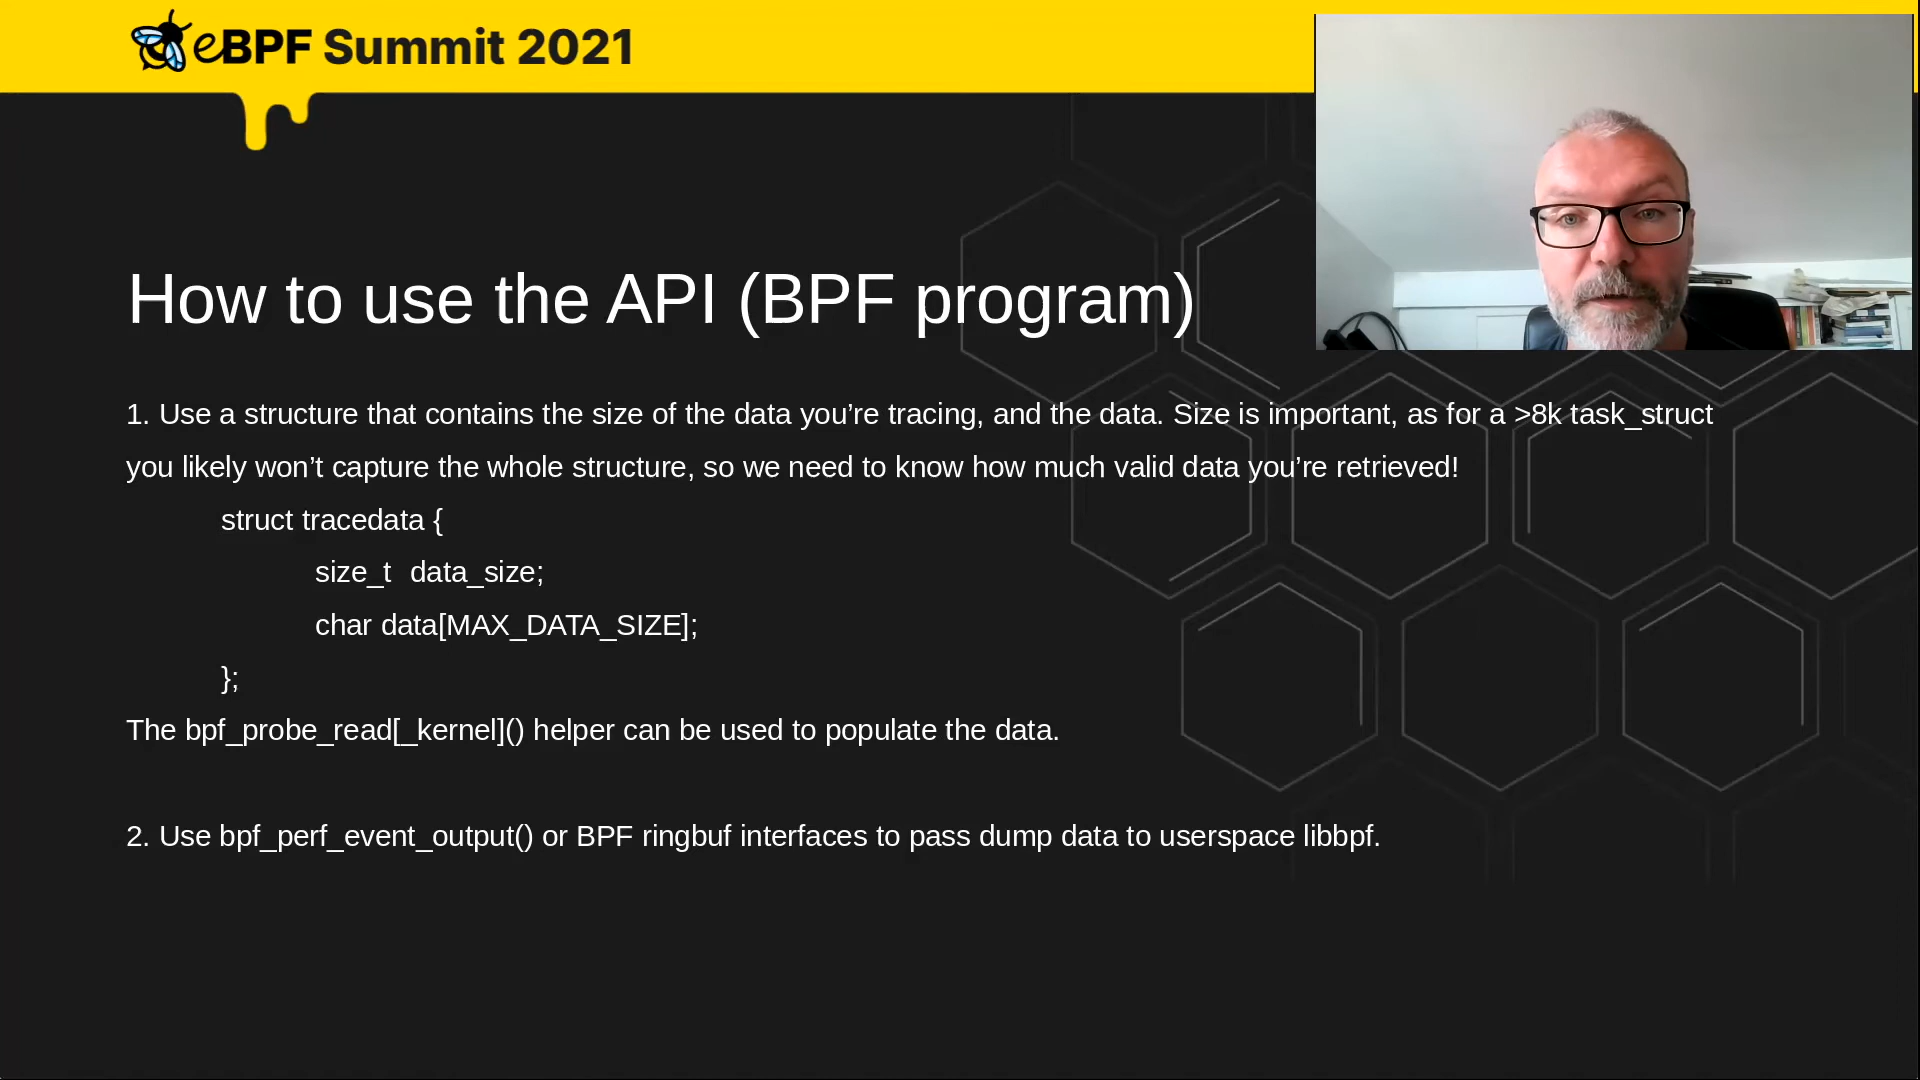 eBPF Summit 2021
How to use the API (BPF program)
1. Use a structure that contains the size of the data you’re tracing, and the data. Size is important, as for a >8k task_struct
you likely won’t capture the whole structure, so we need to know how much valid data you’re retrieved!
struct tracedata {
size_t data_size;
char data[MAX_DATA_SIZE];
};
The bpf_probe_read[_kernel]() helper can be used to populate the data.
2. Use bpf_perf_event_output() or BPF ringbuf interfaces to pass dump data to userspace libbpf.